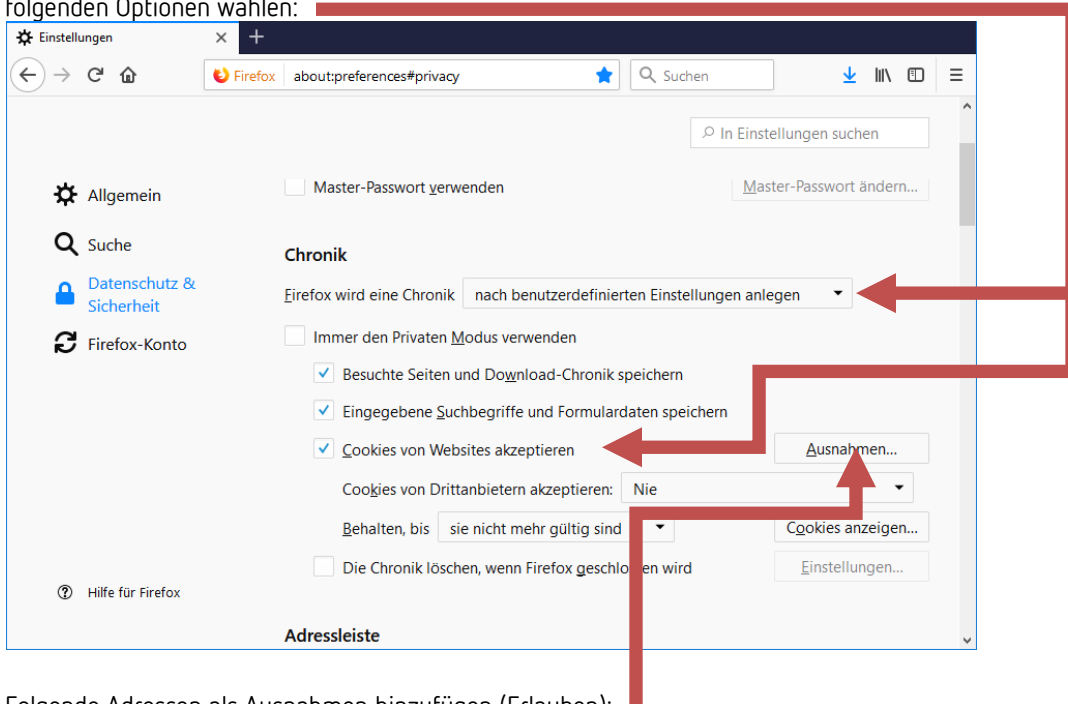 folgenden Optionen wählen:
Einstellungen
Firefox about:preferences#privacy
Suchen
In Einstellungen suchen
Allgemein
Suche
Datenschutz &
Sicherheit
Firefox-Konto
Hilfe für Firefox
Master-Passwort verwenden
Master-Passwort ändern...
Chronik
Firefox wird eine Chronik nach benutzerdefinierten Einstellungen anlegen
Immer den Privaten Modus verwenden
Besuchte Seiten und Download-Chronik speichern
Eingegebene Suchbegriffe und Formulardaten speichern
Cookies von Websites akzeptieren
Ausnahmen...
Cookies von Drittanbietern akzeptieren: Nie
Behalten, bis sie nicht mehr gültig sind
Cookies anzeigen...
Die Chronik löschen, wenn Firefox geschlossen wird
Einstellungen...
Adressleiste
Folgende Adressen als Ausnahmen hinzufügen (Erlauben):